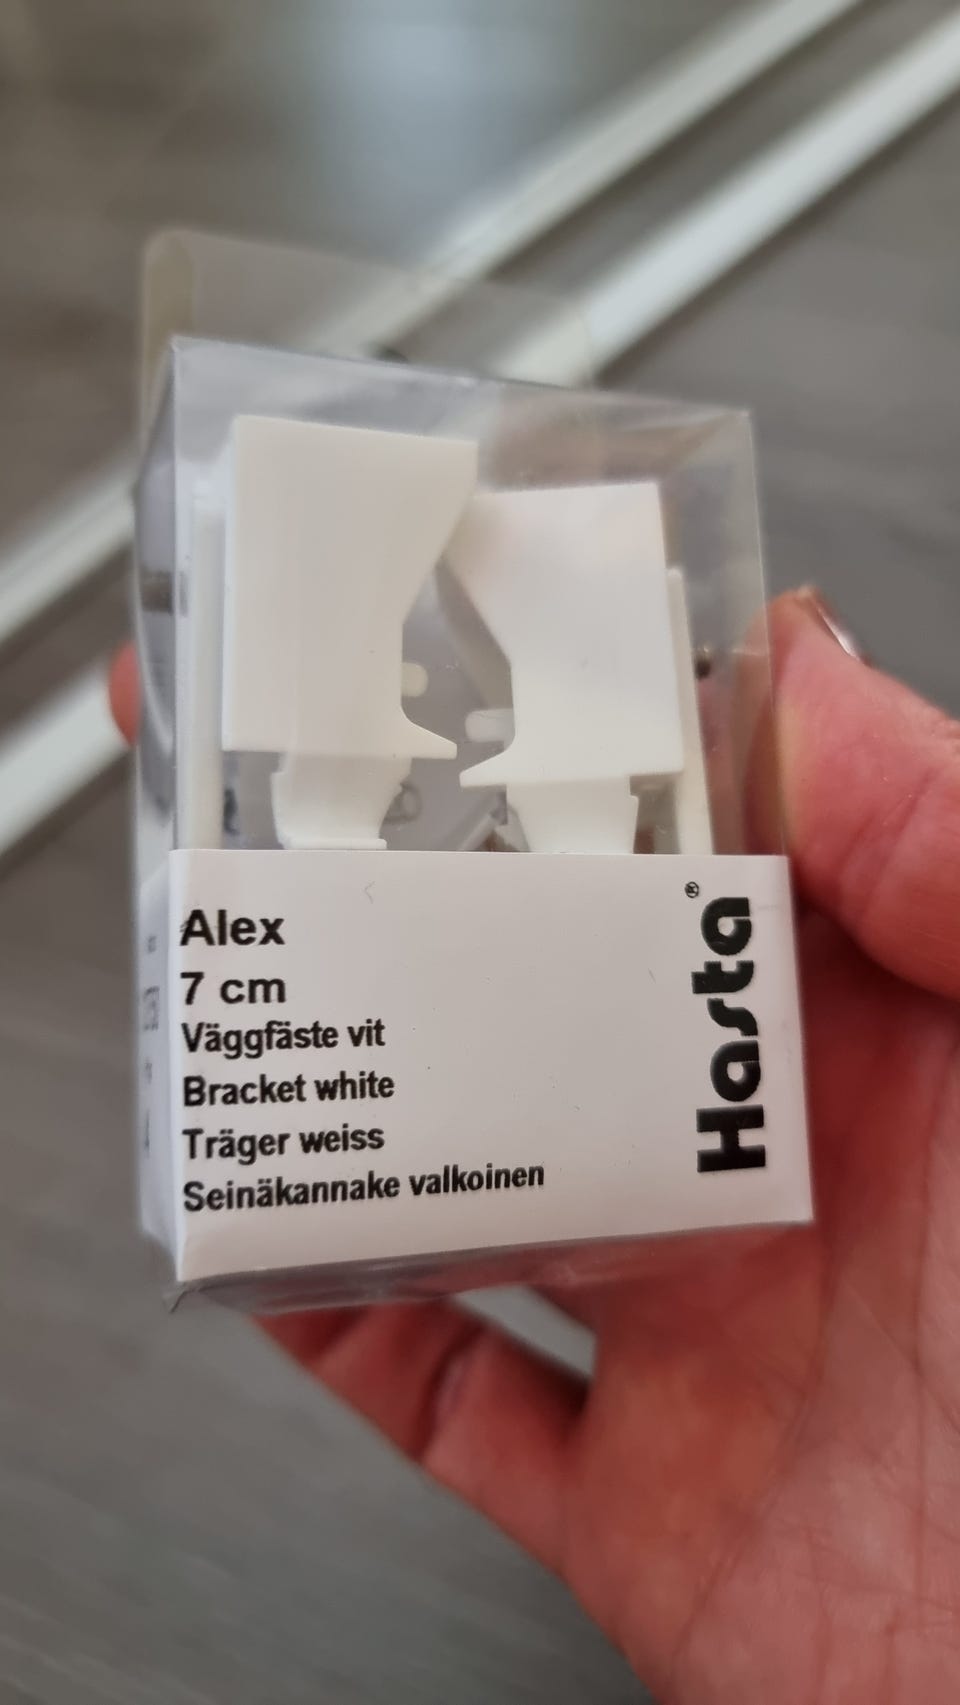 Alex
7 cm
Väggfäste vit
Bracket white
Träger weiss
Seinäkannake valkoinen
Hasta®